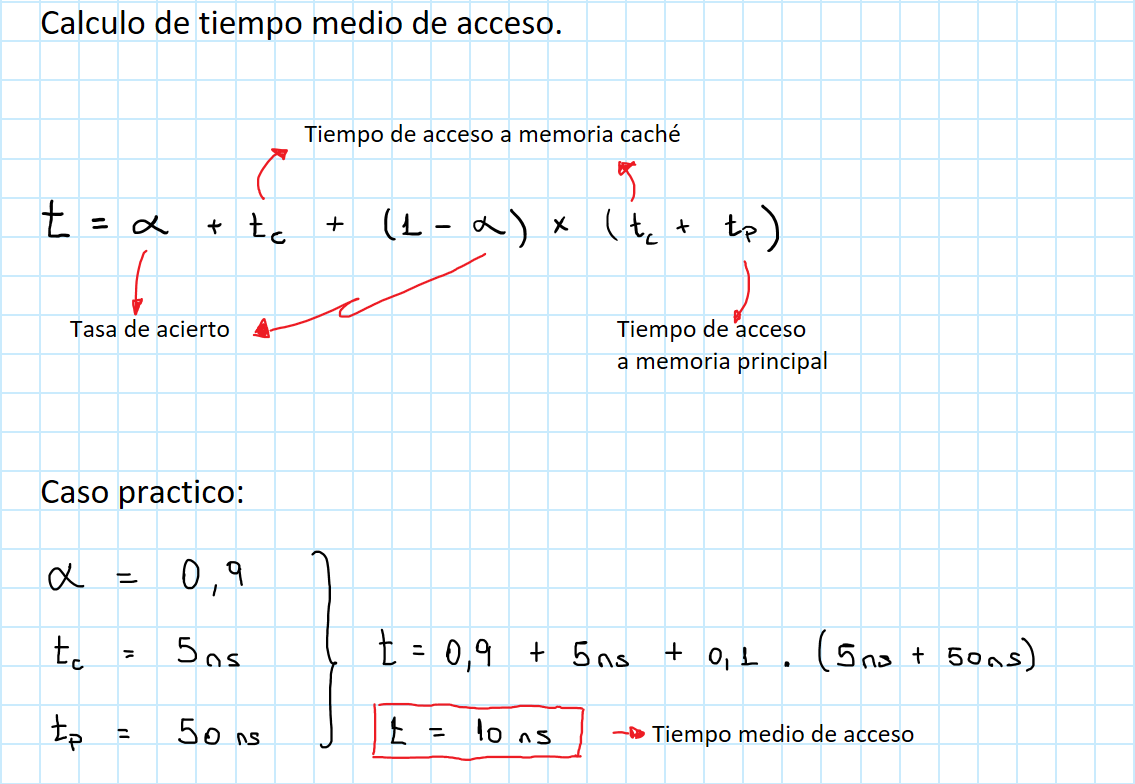 Calculo de tiempo medio de acceso.
Tiempo de acceso a memoria caché
t = α + tc + (1 - α) x (tc + tp)
Tasa de acierto
Tiempo de acceso
a memoria principal
Caso practico:
α = 0,9
tc = 5ns
t = 0,9 + 5ns + 0,1 . (5ns + 50ns)
tp = 50 ns
t = 10 ns
Tiempo medio de acceso